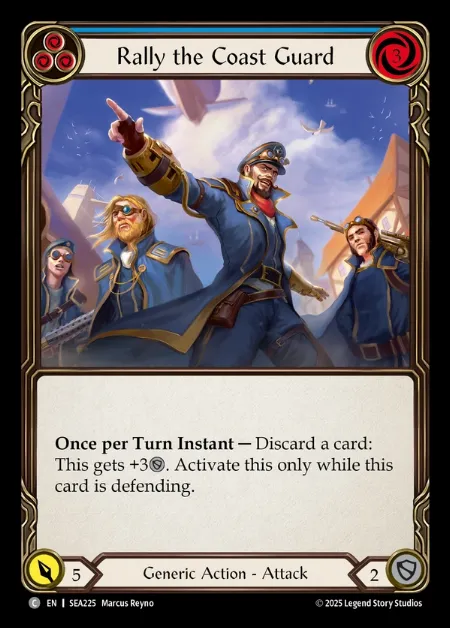 Rally the Coast Guard
3
Once per Turn Instant — Discard a card:
This gets +3. Activate this only while this
card is defending.
5
Generic Action - Attack
2
C EN | SEA225 Marcus Reyno
© 2025 Legend Story Studios